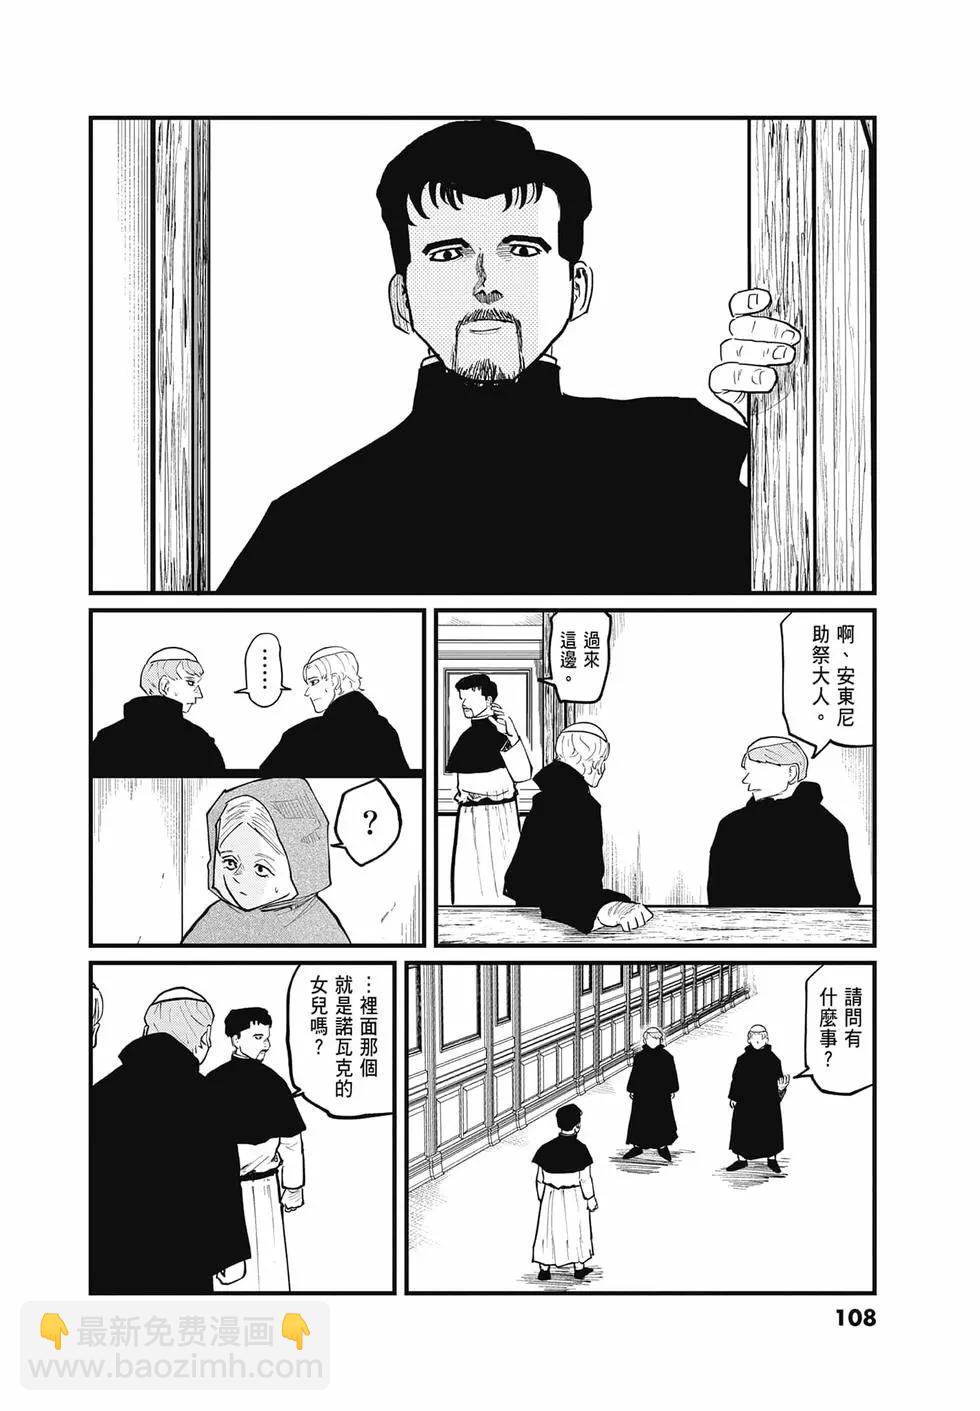 啊、安東尼
助祭大人。
過來
這邊。
……
?
請問有
什麼事?
…裡面那個
就是諾瓦克的
女兒嗎?
108
最新免費漫画
www.baozimh.com